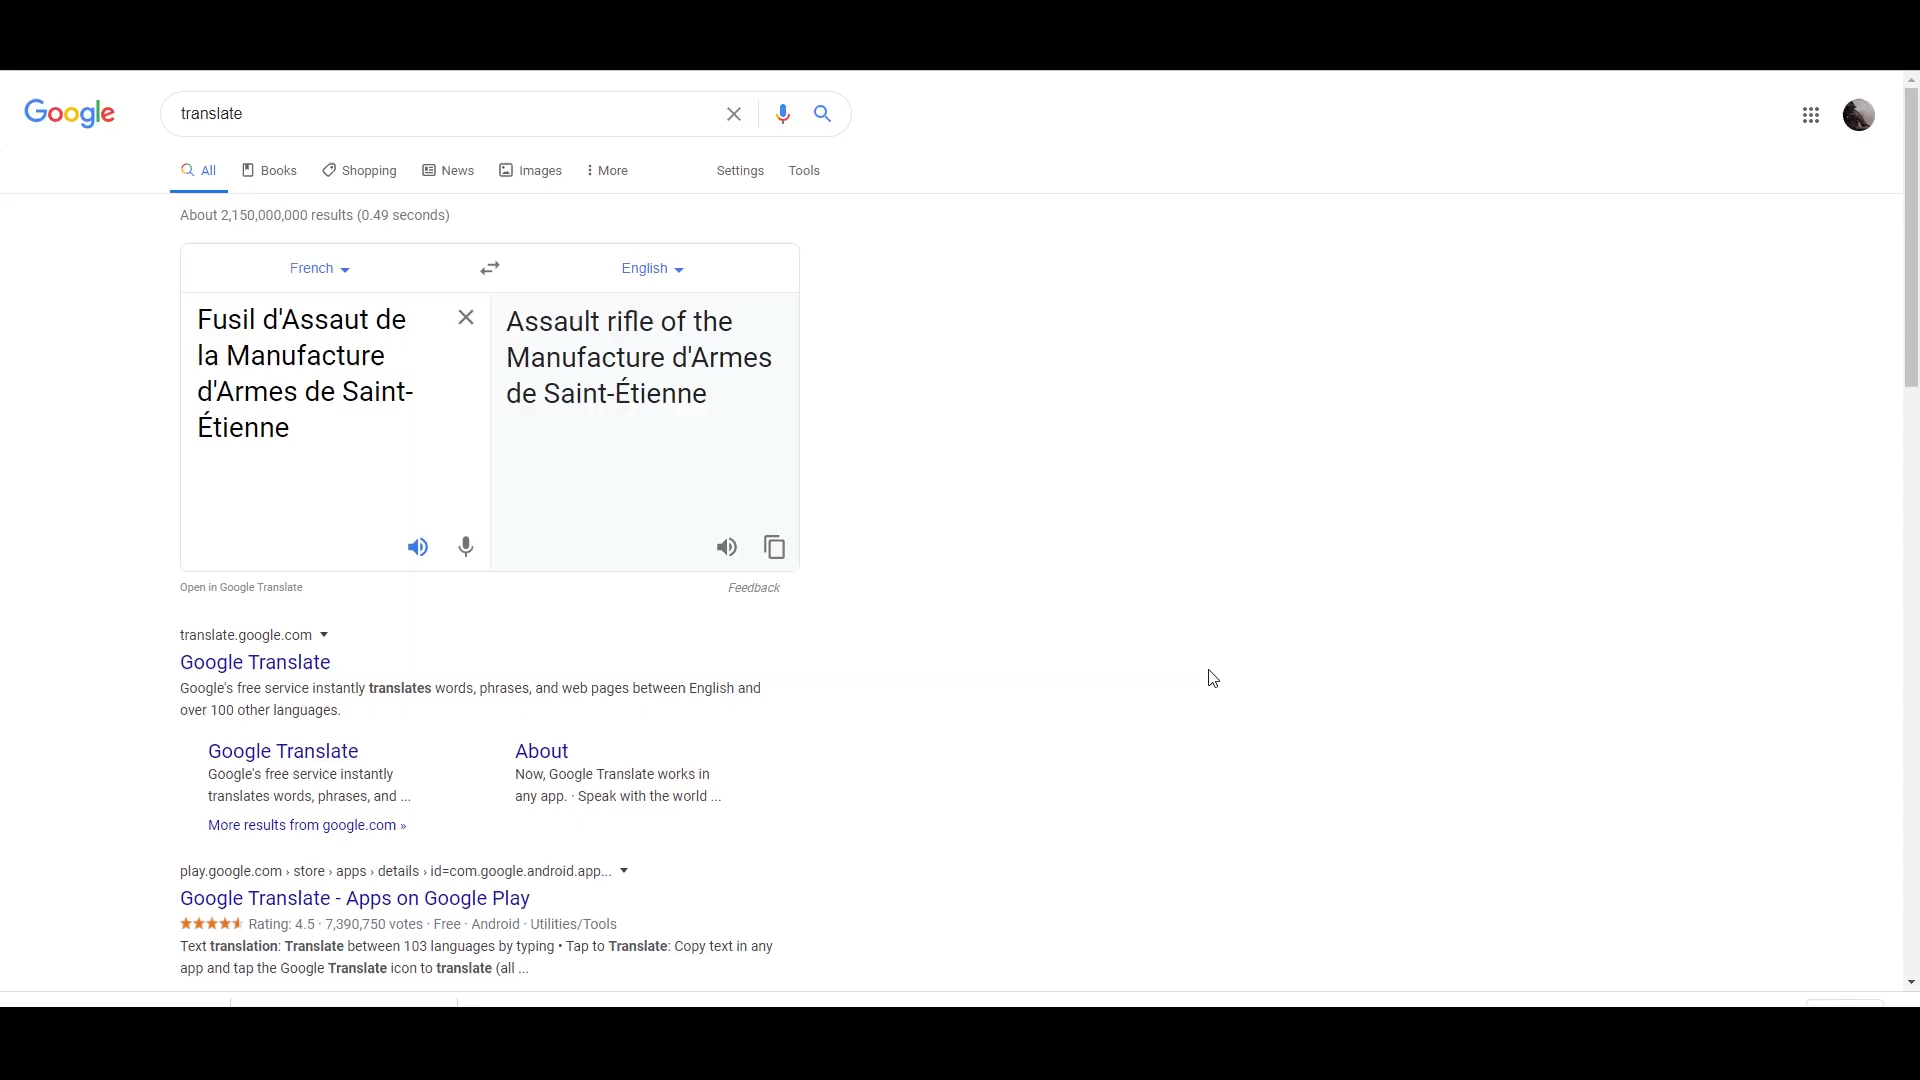 Google
translate
All
Books
Shopping
News
Images
More
Settings
Tools
About 2,150,000,000 results (0.49 seconds)
French
English
Fusil d'Assaut de
la Manufacture
d'Armes de Saint-
Étienne
Assault rifle of the
Manufacture d'Armes
de Saint-Étienne
Open in Google Translate
Feedback
translate.google.com
Google Translate
Google's free service instantly translates words, phrases, and web pages between English and
over 100 other languages.
Google Translate
Google's free service instantly
translates words, phrases, and ...
About
Now, Google Translate works in
any app. · Speak with the world ...
More results from google.com »
play.google.com › store › apps › details › id=com.google.android.app...
Google Translate - Apps on Google Play
Rating: 4.5 · 7,390,750 votes · Free · Android · Utilities/Tools
Text translation: Translate between 103 languages by typing • Tap to Translate: Copy text in any
app and tap the Google Translate icon to translate (all ...